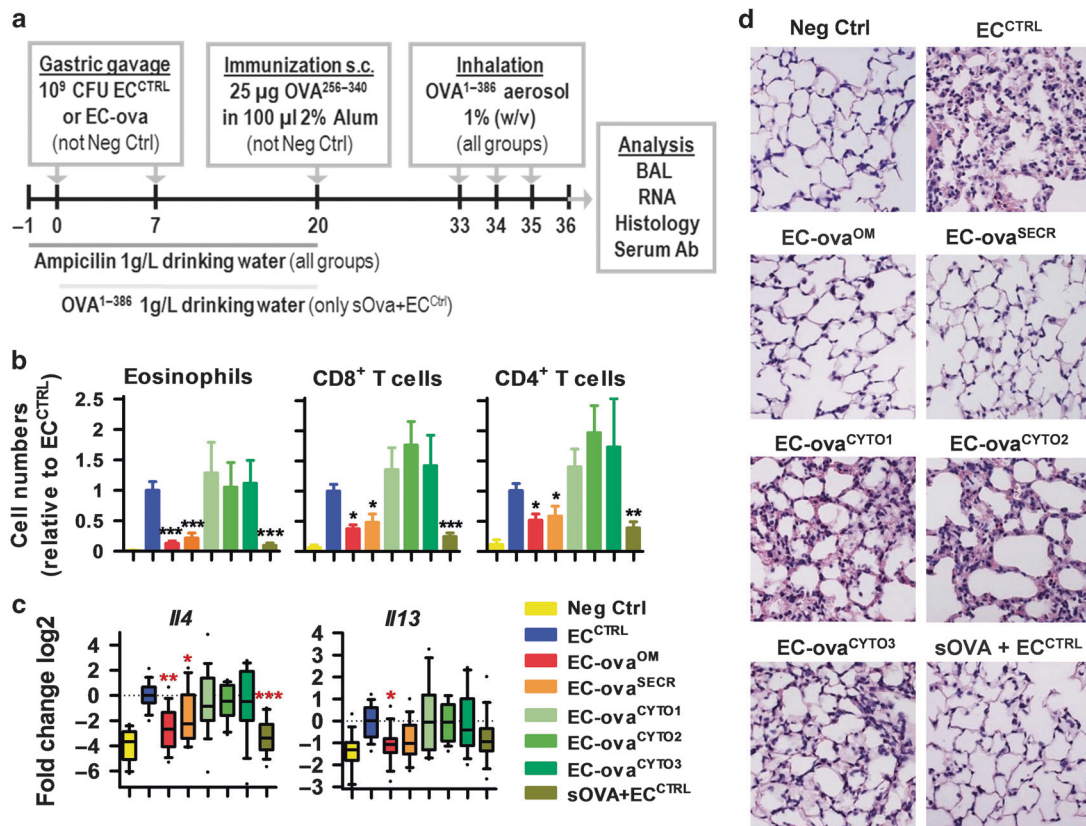 a
Gastric gavage
10⁹ CFU EC^CTRL
or EC-ova
(not Neg Ctrl)
Immunization s.c.
25 µg OVA²⁵⁶⁻³⁴⁰
in 100 µl 2% Alum
(not Neg Ctrl)
Inhalation
OVA¹⁻³⁸⁶ aerosol
1% (w/v)
(all groups)
Analysis
BAL
RNA
Histology
Serum Ab
–1 0 7 20 33 34 35 36
Ampicilin 1g/L drinking water (all groups)
OVA¹⁻³⁸⁶ 1g/L drinking water (only sOva+EC^Ctrl)
b
Cell numbers
(relative to EC^CTRL)
Eosinophils
CD8⁺ T cells
CD4⁺ T cells
2.5
2
1.5
1
0.5
0
*** *** ***
* * ***
* * **
c
Fold change log2
Il4
4
2
0
−2
−4
−6
** * ***
Il13
4
3
2
1
0
−1
−2
−3
*
Neg Ctrl
EC^CTRL
EC-ova^OM
EC-ova^SECR
EC-ova^CYTO1
EC-ova^CYTO2
EC-ova^CYTO3
sOVA+EC^CTRL
d
Neg Ctrl
EC^CTRL
EC-ova^OM
EC-ova^SECR
EC-ova^CYTO1
EC-ova^CYTO2
EC-ova^CYTO3
sOVA + EC^CTRL